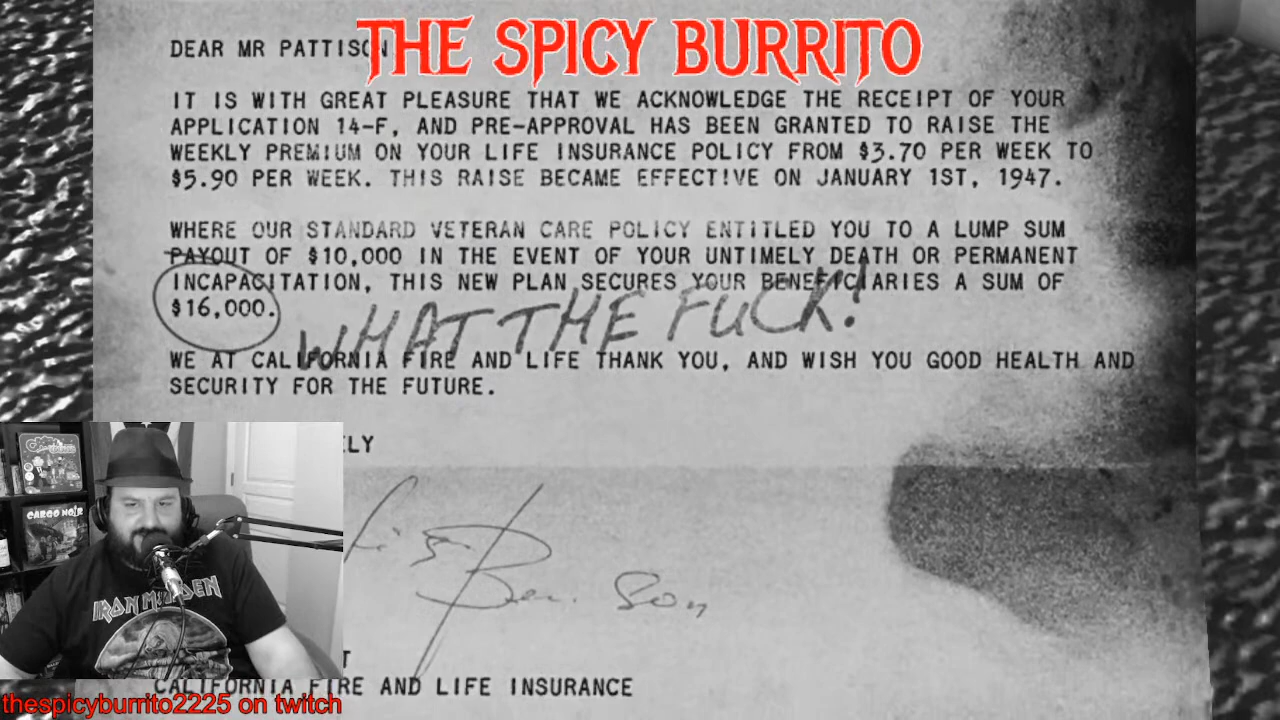 THE SPICY BURRITO
DEAR MR PATTISON
IT IS WITH GREAT PLEASURE THAT WE ACKNOWLEDGE THE RECEIPT OF YOUR
APPLICATION 14-F, AND PRE-APPROVAL HAS BEEN GRANTED TO RAISE THE
WEEKLY PREMIUM ON YOUR LIFE INSURANCE POLICY FROM $3.70 PER WEEK TO
$5.90 PER WEEK. THIS RAISE BECAME EFFECTIVE ON JANUARY 1ST, 1947.
WHERE OUR STANDARD VETERAN CARE POLICY ENTITLED YOU TO A LUMP SUM
PAYOUT OF $10,000 IN THE EVENT OF YOUR UNTIMELY DEATH OR PERMANENT
INCAPACITATION, THIS NEW PLAN SECURES YOUR BENEFICIARIES A SUM OF
$16,000.
WHAT THE FUCK!
WE AT CALIFORNIA FIRE AND LIFE THANK YOU, AND WISH YOU GOOD HEALTH AND
SECURITY FOR THE FUTURE.
ELY
Benson
T
CALIFORNIA FIRE AND LIFE INSURANCE
CARGO NOIR
IRON MAIDEN
thespicyburrito2225 on twitch